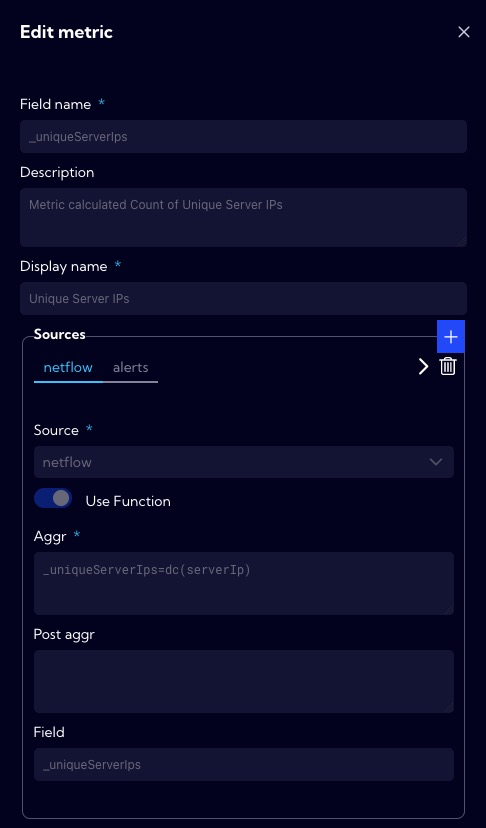 Edit metric
Field name *
_uniqueServerIps
Description
Metric calculated Count of Unique Server IPs
Display name *
Unique Server IPs
Sources
netflow alerts
Source *
netflow
Use Function
Aggr *
_uniqueServerIps=dc(serverIp)
Post aggr
Field
_uniqueServerIps